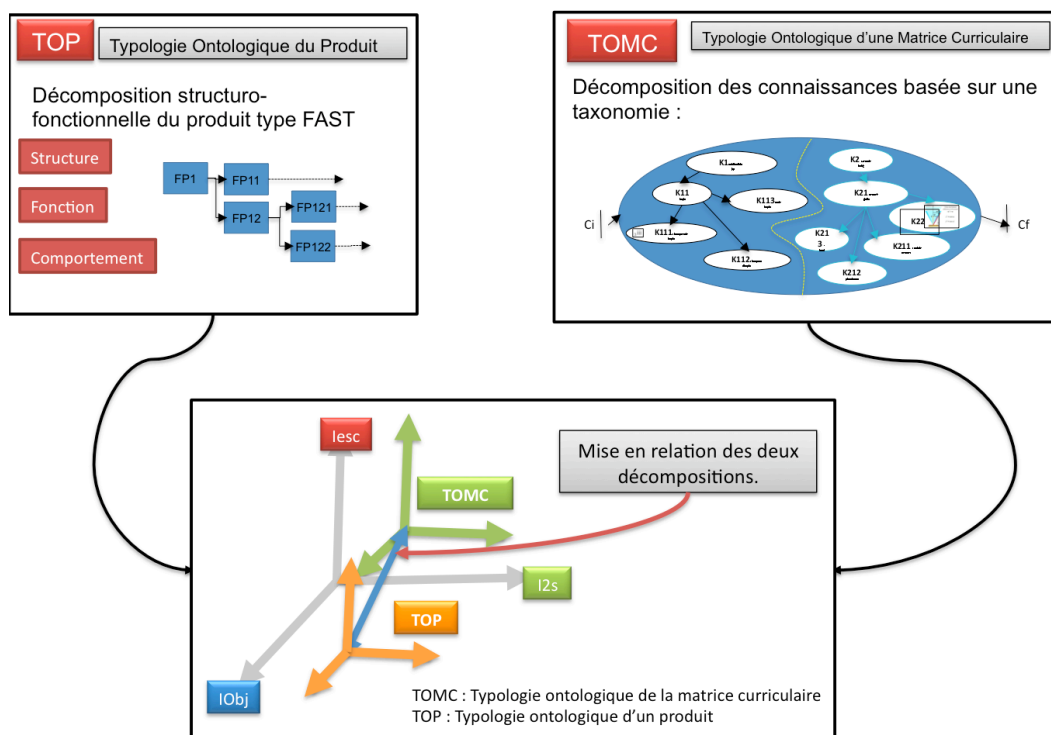 TOP
Typologie Ontologique du Produit
Décomposition structuro-
fonctionnelle du produit type FAST
Structure
Fonction
Comportement
FP1
FP11
FP12
FP121
FP122
TOMC
Typologie Ontologique d'une Matrice Curriculaire
Décomposition des connaissances basée sur une
taxonomie :
Ci
K1
K11
K113
K111
K112
K2
K21
K22
K21
3
K211
K212
Cf
Iesc
TOMC
Mise en relation des deux
décompositions.
I2s
TOP
IObj
TOMC : Typologie ontologique de la matrice curriculaire
TOP : Typologie ontologique d'un produit